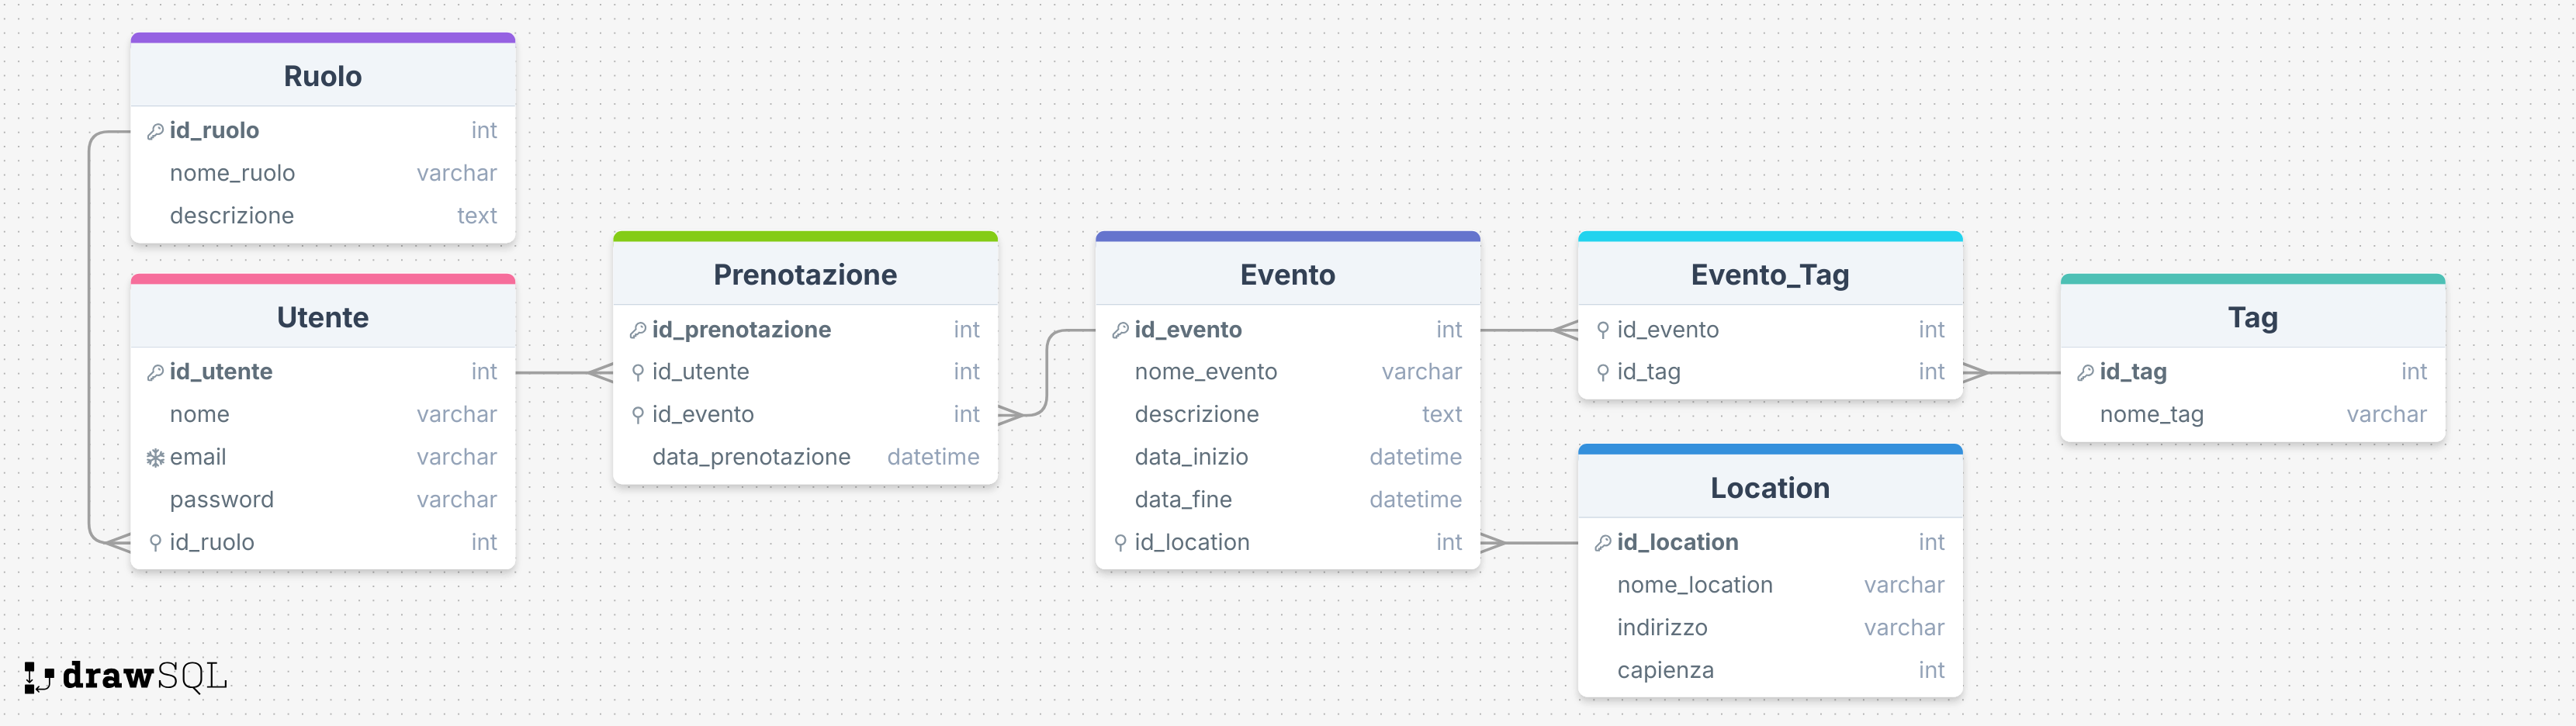 Ruolo
id_ruolo int
nome_ruolo varchar
descrizione text
Utente
id_utente int
nome varchar
email varchar
password varchar
id_ruolo int
Prenotazione
id_prenotazione int
id_utente int
id_evento int
data_prenotazione datetime
Evento
id_evento int
nome_evento varchar
descrizione text
data_inizio datetime
data_fine datetime
id_location int
Evento_Tag
id_evento int
id_tag int
Location
id_location int
nome_location varchar
indirizzo varchar
capienza int
Tag
id_tag int
nome_tag varchar
drawSQL